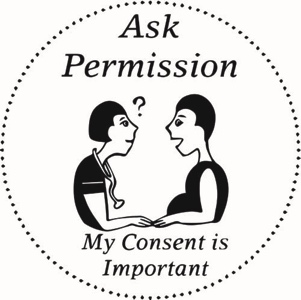 Ask
Permission
?
My Consent is
Important